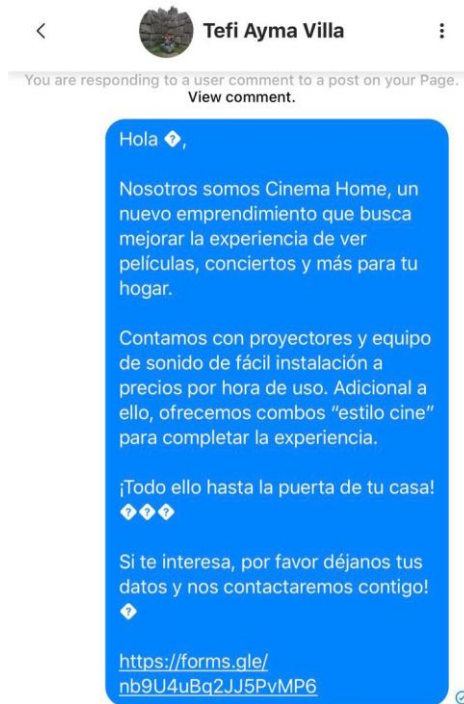 Tefi Ayma Villa
You are responding to a user comment to a post on your Page.
View comment.
Hola �,
Nosotros somos Cinema Home, un
nuevo emprendimiento que busca
mejorar la experiencia de ver
películas, conciertos y más para tu
hogar.
Contamos con proyectores y equipo
de sonido de fácil instalación a
precios por hora de uso. Adicional a
ello, ofrecemos combos “estilo cine”
para completar la experiencia.
¡Todo ello hasta la puerta de tu casa!
���
Si te interesa, por favor déjanos tus
datos y nos contactaremos contigo!
�
https://forms.gle/
nb9U4uBq2JJ5PvMP6